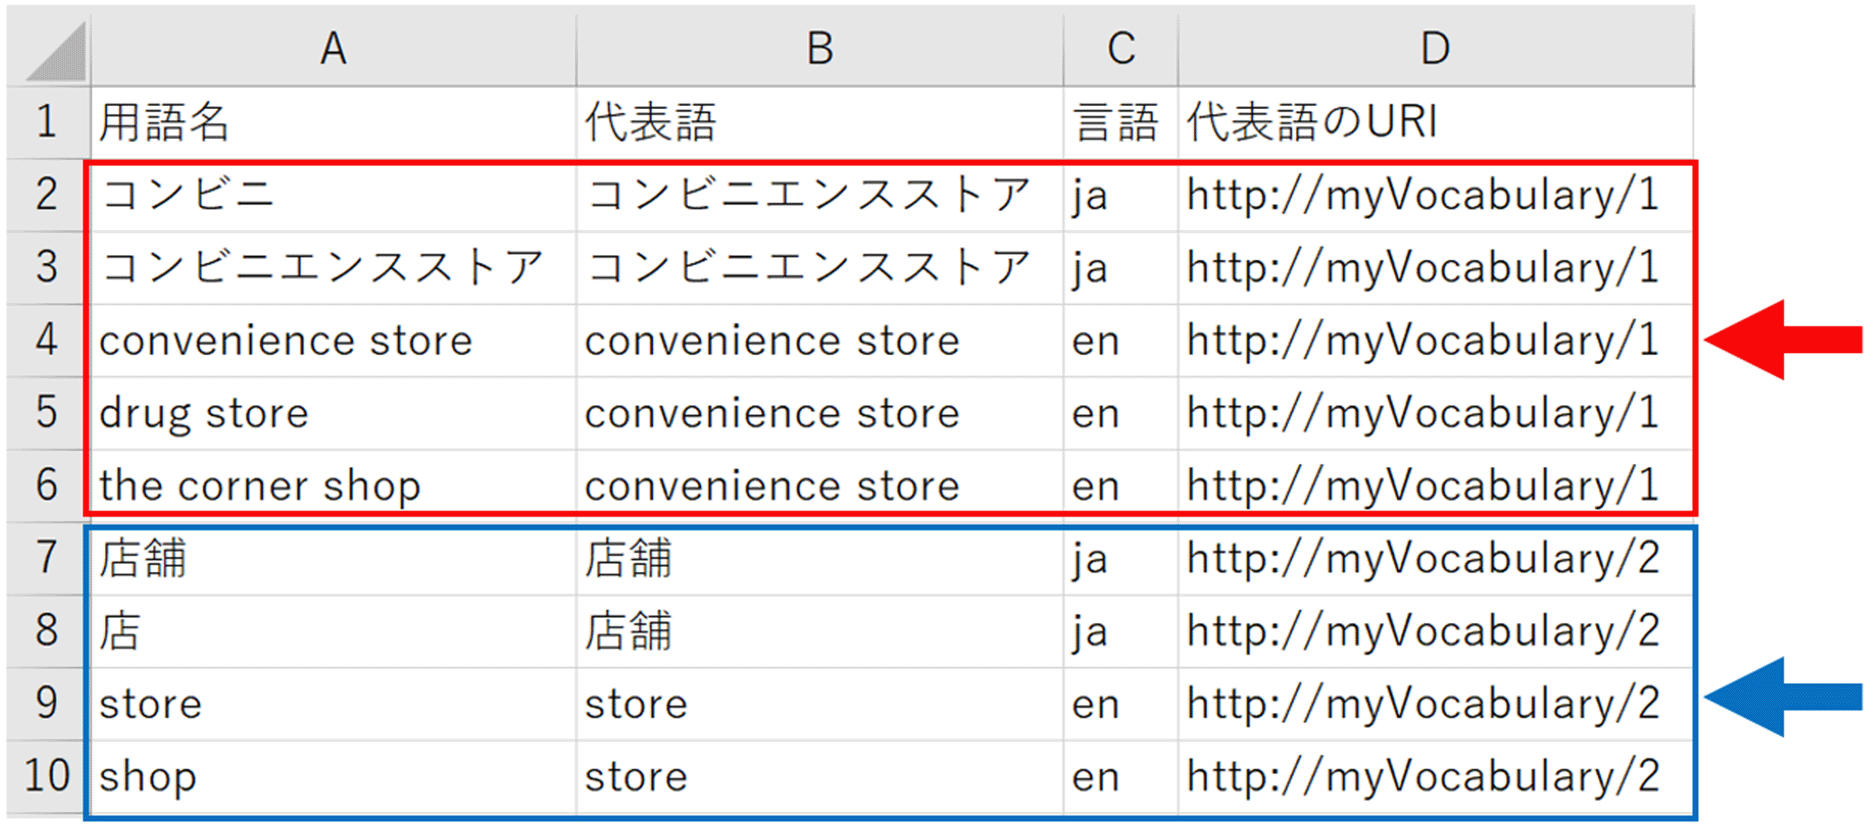 A B C D
1 用語名 代表語 言語 代表語のURI
2 コンビニ コンビニエンスストア ja http://myVocabulary/1
3 コンビニエンスストア コンビニエンスストア ja http://myVocabulary/1
4 convenience store convenience store en http://myVocabulary/1
5 drug store convenience store en http://myVocabulary/1
6 the corner shop convenience store en http://myVocabulary/1
7 店舗 店舗 ja http://myVocabulary/2
8 店 店舗 ja http://myVocabulary/2
9 store store en http://myVocabulary/2
10 shop store en http://myVocabulary/2